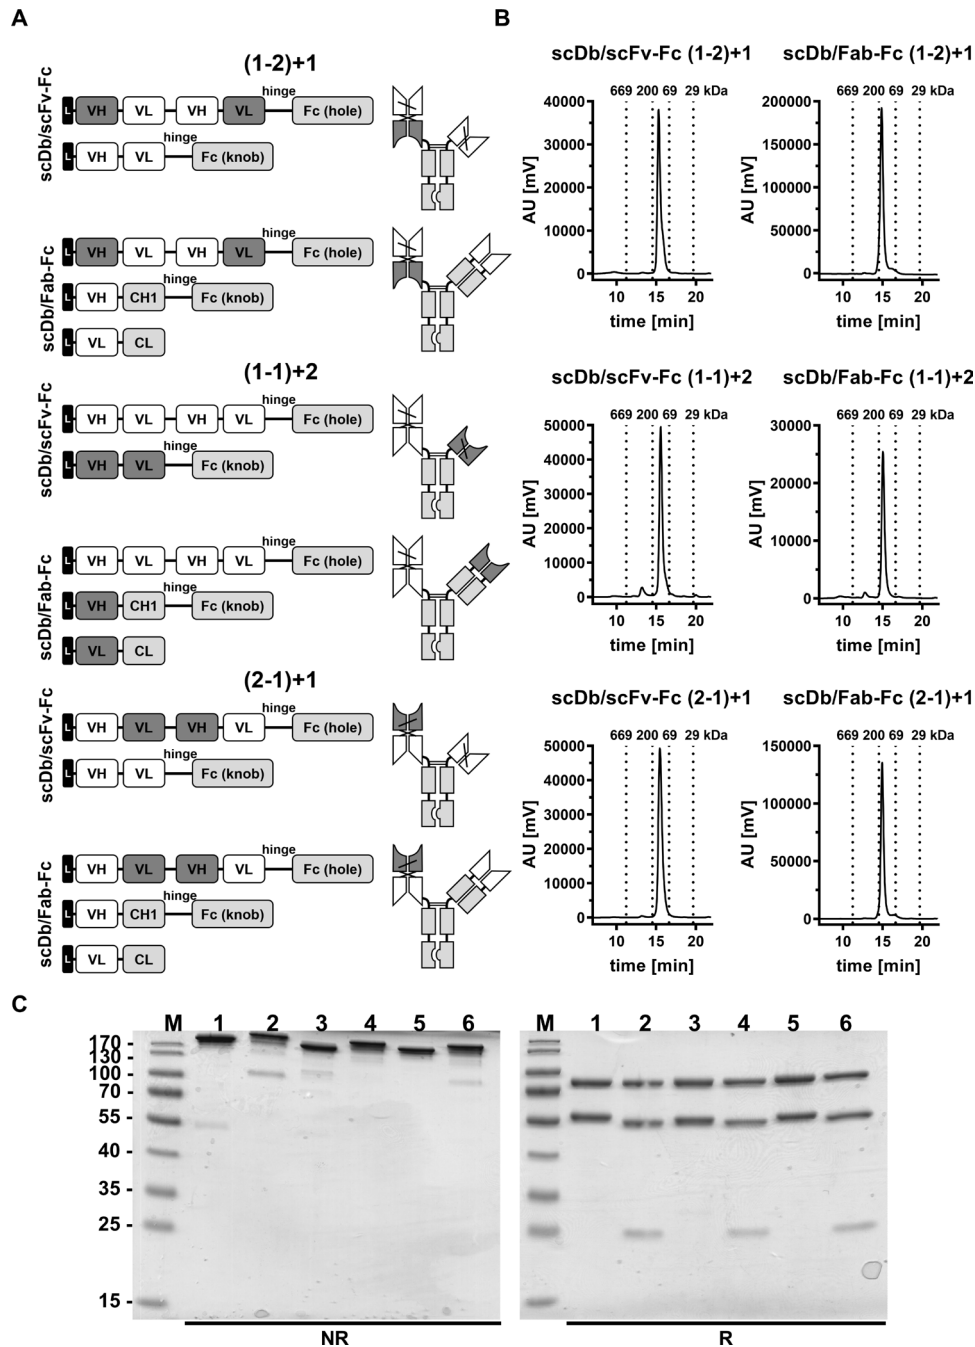 A
(1-2)+1
scDb/scFv-Fc
L VH VL VH VL hinge Fc (hole)
L VH VL hinge Fc (knob)
scDb/Fab-Fc
L VH VL VH VL hinge Fc (hole)
L VH CH1 hinge Fc (knob)
L VL CL
(1-1)+2
scDb/scFv-Fc
L VH VL VH VL hinge Fc (hole)
L VH VL hinge Fc (knob)
scDb/Fab-Fc
L VH VL VH VL hinge Fc (hole)
L VH CH1 hinge Fc (knob)
L VL CL
(2-1)+1
scDb/scFv-Fc
L VH VL VH VL hinge Fc (hole)
L VH VL hinge Fc (knob)
scDb/Fab-Fc
L VH VL VH VL hinge Fc (hole)
L VH CH1 hinge Fc (knob)
L VL CL
B
scDb/scFv-Fc (1-2)+1
669 200 69 29 kDa
AU [mV]
40000
30000
20000
10000
0
10 15 20
time [min]
scDb/Fab-Fc (1-2)+1
669 200 69 29 kDa
AU [mV]
200000
150000
100000
50000
0
10 15 20
time [min]
scDb/scFv-Fc (1-1)+2
669 200 69 29 kDa
AU [mV]
50000
40000
30000
20000
10000
0
10 15 20
time [min]
scDb/Fab-Fc (1-1)+2
669 200 69 29 kDa
AU [mV]
30000
20000
10000
0
10 15 20
time [min]
scDb/scFv-Fc (2-1)+1
669 200 69 29 kDa
AU [mV]
50000
40000
30000
20000
10000
0
10 15 20
time [min]
scDb/Fab-Fc (2-1)+1
669 200 69 29 kDa
AU [mV]
150000
100000
50000
0
10 15 20
time [min]
C
M 1 2 3 4 5 6
170 -
130 -
100 -
70 -
55 -
40 -
35 -
25 -
15 -
NR
M 1 2 3 4 5 6
R